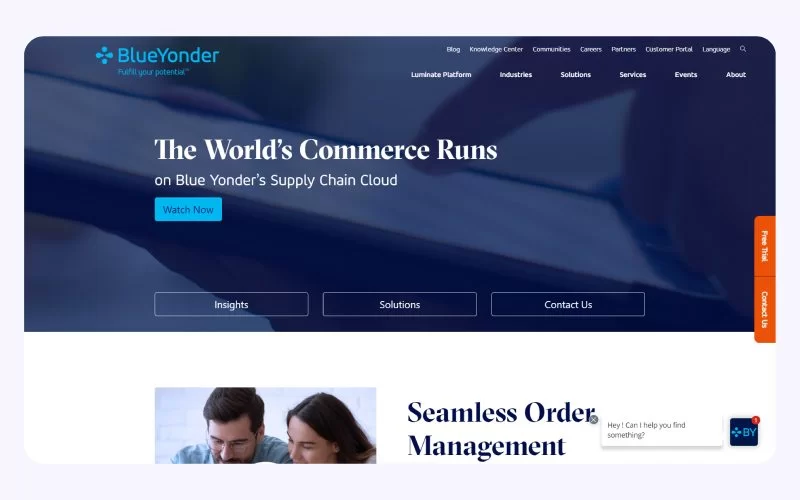 BlueYonder
Fulfill your potential™
Blog Knowledge Center Communities Careers Partners Customer Portal Language
Luminate Platform Industries Solutions Services Events About
The World's Commerce Runs
on Blue Yonder's Supply Chain Cloud
Watch Now
Free Trial
Contact Us
Insights Solutions Contact Us
Seamless Order
Management
Hey! Can I help you find
something?
BY
1